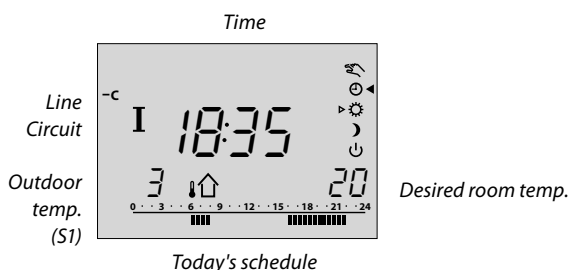 Time
-C
Line
Circuit
I
18:35
Outdoor
temp.
(S1)
3
20
Desired room temp.
0 · · 3 · · 6 · · 9 · · 12 · · 15 · · 18 · · 21 · · 24
Today's schedule